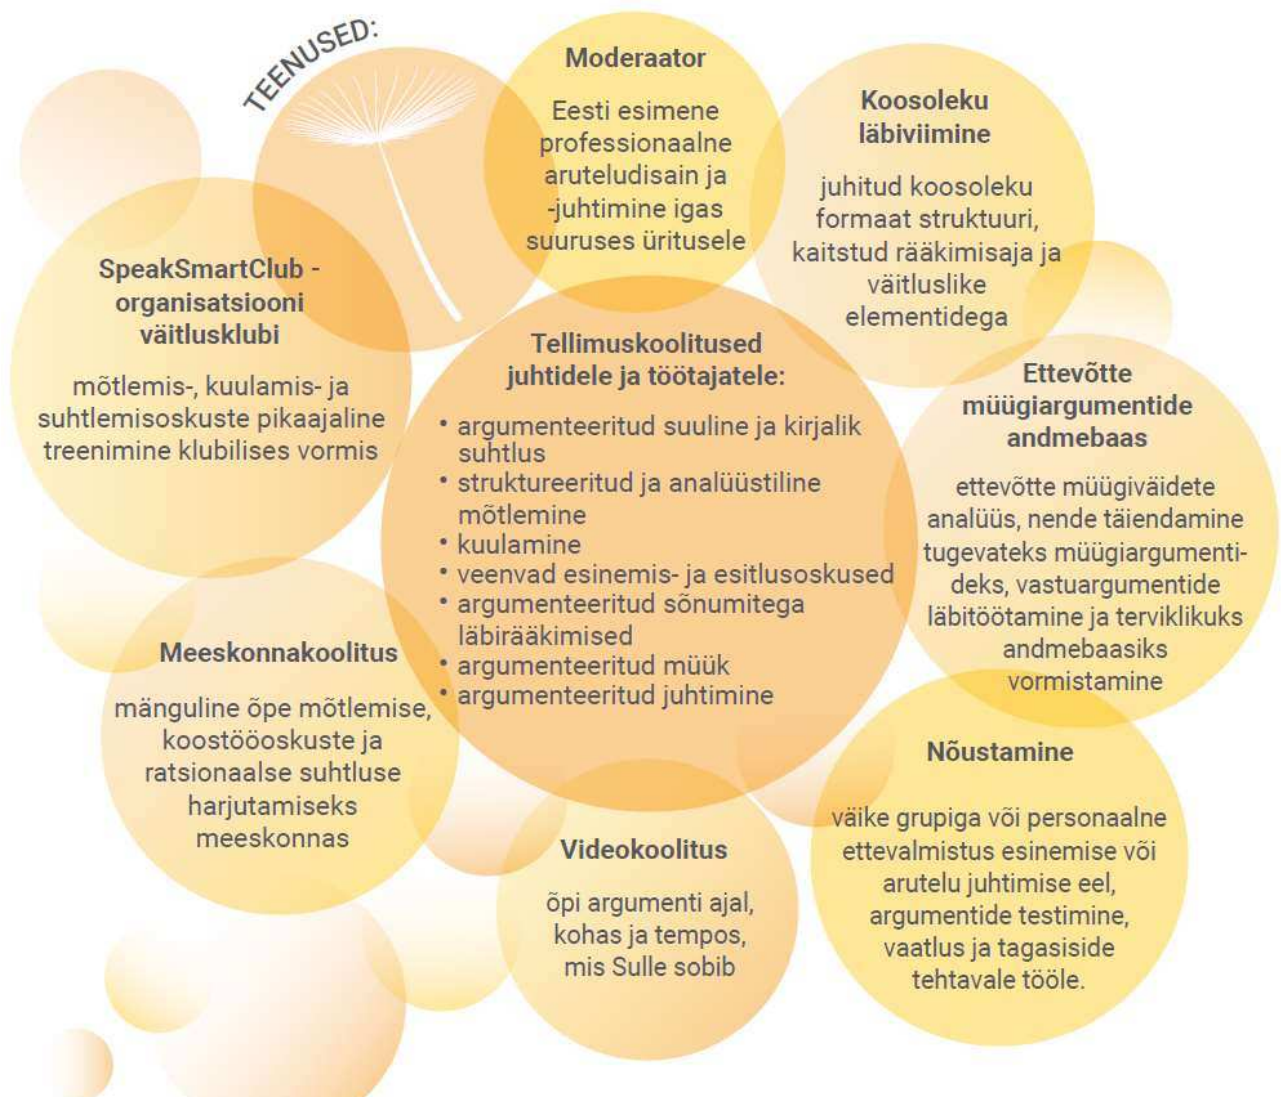 TEENUSED:
Moderaator
Eesti esimene
professionaalne
aruteludisain ja
-juhtimine igas
suuruses üritusele
Koosoleku
läbiviimine
juhitud koosoleku
formaat struktuuri,
kaitstud rääkimisaja ja
väitluslike
elementidega
SpeakSmartClub -
organisatsiooni
väitlusklubi
mõtlemis-, kuulamis- ja
suhtlemisoskuste pikaajaline
treenimine klubilises vormis
Tellimuskoolitused
juhtidele ja töötajatele:
• argumenteeritud suuline ja kirjalik
suhtlus
• struktureeritud ja analüüstiline
mõtlemine
• kuulamine
• veenvad esinemis- ja esitlusoskused
• argumenteeritud sõnumitega
läbirääkimised
• argumenteeritud müük
• argumenteeritud juhtimine
Ettevõtte
müügiargumentide
andmebaas
ettevõtte müügiväidete
analüüs, nende täiendamine
tugevateks müügiargumenti-
deks, vastuargumentide
läbitöötamine ja terviklikuks
andmebaasiks
vormistamine
Meeskonnakoolitus
mänguline õpe mõtlemise,
koostööoskuste ja
ratsionaalse suhtluse
harjutamiseks
meeskonnas
Videokoolitus
õpi argumenti ajal,
kohas ja tempos,
mis Sulle sobib
Nõustamine
väike grupiga või personaalne
ettevalmistus esinemise või
arutelu juhtimise eel,
argumentide testimine,
vaatlus ja tagasiside
tehtavale tööle.